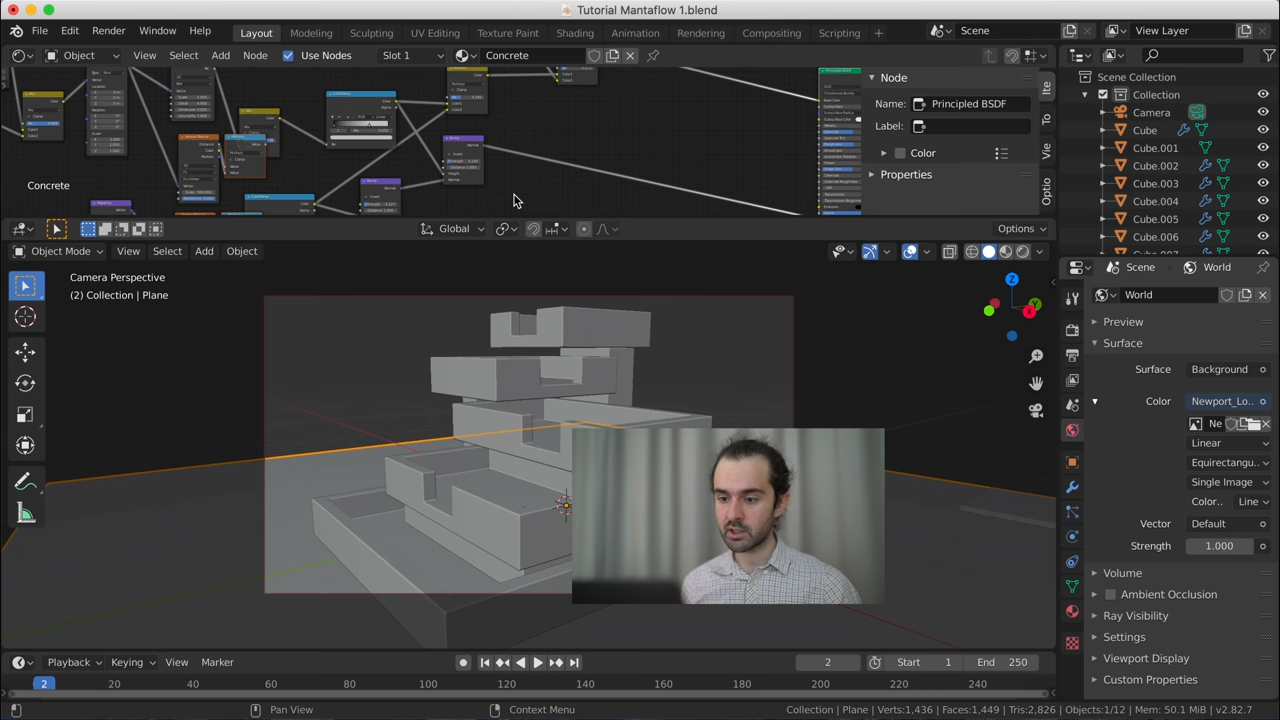 Tutorial Mantaflow 1.blend
File Edit Render Window Help
Layout Modeling Sculpting UV Editing Texture Paint Shading Animation Rendering Compositing Scripting
Scene
View Layer
Object View Select Add Node Use Nodes Slot 1 Concrete
Node
Name: Principled BSDF
Label:
Color
Properties
Concrete
Scene Collection
Collection
Camera
Cube
Cube.001
Cube.002
Cube.003
Cube.004
Cube.005
Cube.006
Global
Options
Object Mode View Select Add Object
Camera Perspective
(2) Collection | Plane
Scene World
World
Preview
Surface
Surface Background
Color Newport_Lo..
Ne
Linear
Equirectangu..
Single Image
Color.. Line
Vector Default
Strength 1.000
Volume
Ambient Occlusion
Ray Visibility
Settings
Viewport Display
Custom Properties
Playback Keying View Marker
2 Start 1 End 250
2 20 40 60 80 100 120 140 160 180 200 220 240
Pan View Context Menu
Collection | Plane | Verts:1,436 | Faces:1,449 | Tris:2,826 | Objects:1/12 | Mem: 50.1 MiB | v2.82.7